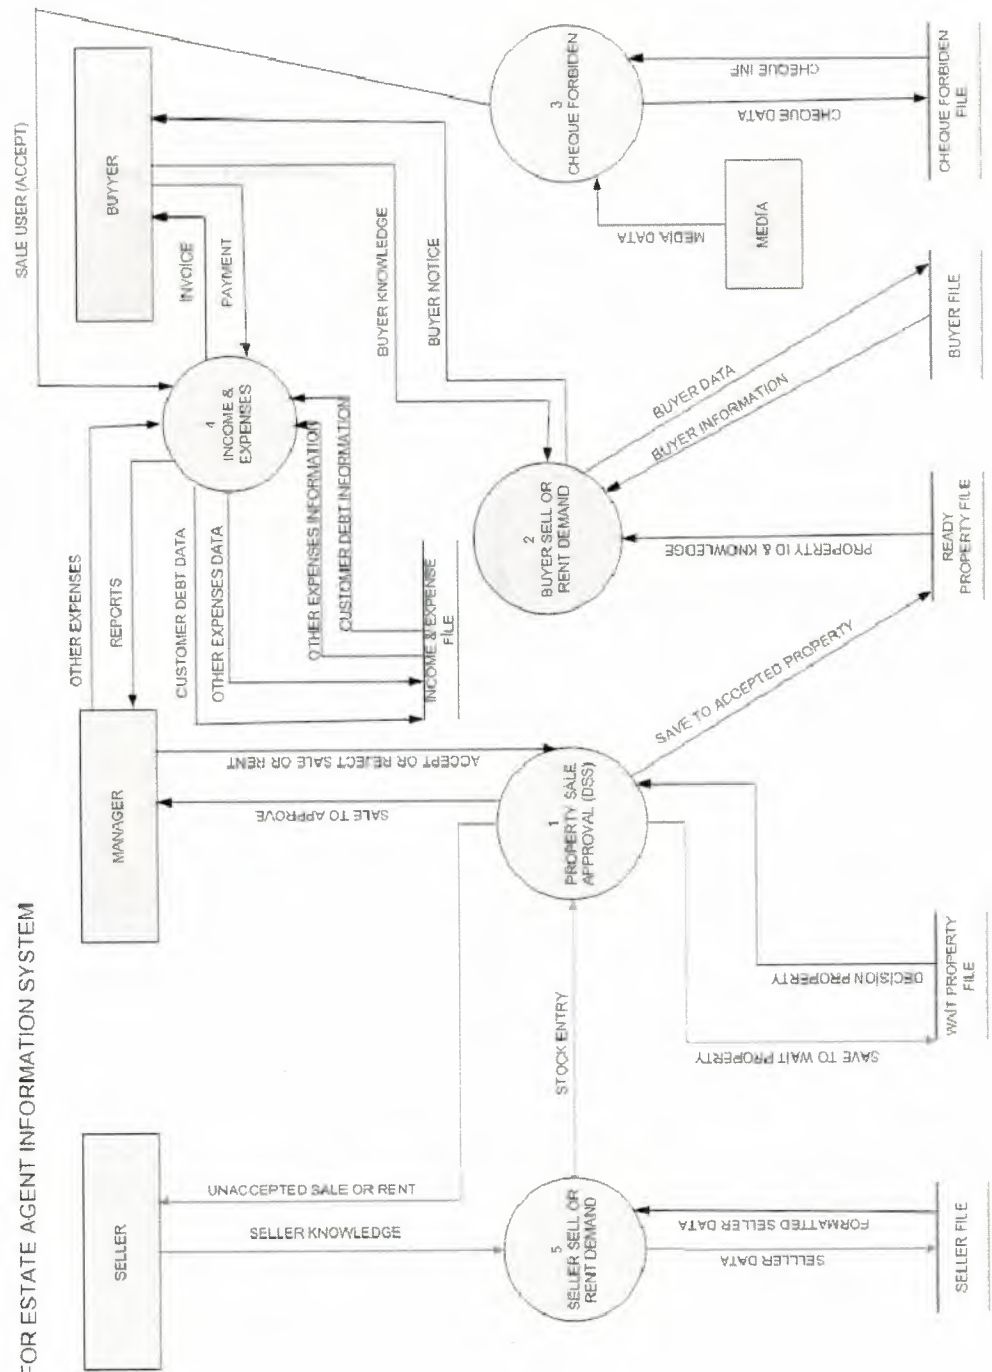 FOR ESTATE AGENT INFORMATION SYSTEM
SELLER
MANAGER
BUYYER
SALE USER (ACCEPT)
OTHER EXPENSES
REPORTS
INVOICE
PAYMENT
4
INCOME &
EXPENSES
CUSTOMER DEBT DATA
OTHER EXPENSES DATA
OTHER EXPENSES INFORMATION
CUSTOMER DEBT INFORMATION
INCOME & EXPENSE
FILE
BUYER KNOWLEDGE
BUYER NOTICE
UNACCEPTED SALE OR RENT
SELLER KNOWLEDGE
SALE TO APPROVE
ACCEPT OR REJECT SALE OR RENT
5
SELLER SELL OR
RENT DEMAND
STOCK ENTRY
1
PROPERTY SALE
APPROVAL (DSS)
2
BUYER SELL OR
RENT DEMAND
3
CHEQUE FORBIDEN
MEDIA DATA
MEDIA
SELLLER DATA
FORMATTED SELLER DATA
SAVE TO WAIT PROPERTY
DECISION PROPERTY
SAVE TO ACCEPTED PROPERTY
PROPERTY ID & KNOWLEDGE
BUYER DATA
BUYER INFORMATION
CHEQUE DATA
CHEQUE INF
SELLER FILE
WAIT PROPERTY
FILE
READY
PROPERTY FILE
BUYER FILE
CHEQUE FORBIDEN
FILE